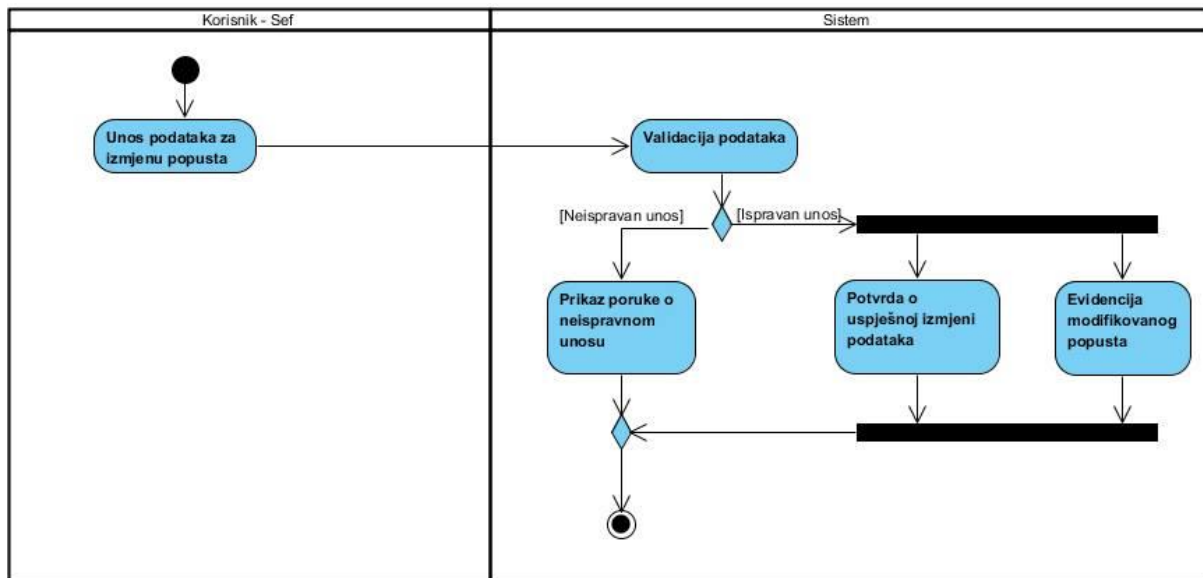 Korisnik - Sef
Sistem
Unos podataka za
izmjenu popusta
Validacija podataka
[Neispravan unos]
[Ispravan unos]
Prikaz poruke o
neispravnom
unosu
Potvrda o
uspješnoj izmjeni
podataka
Evidencija
modifikovanog
popusta